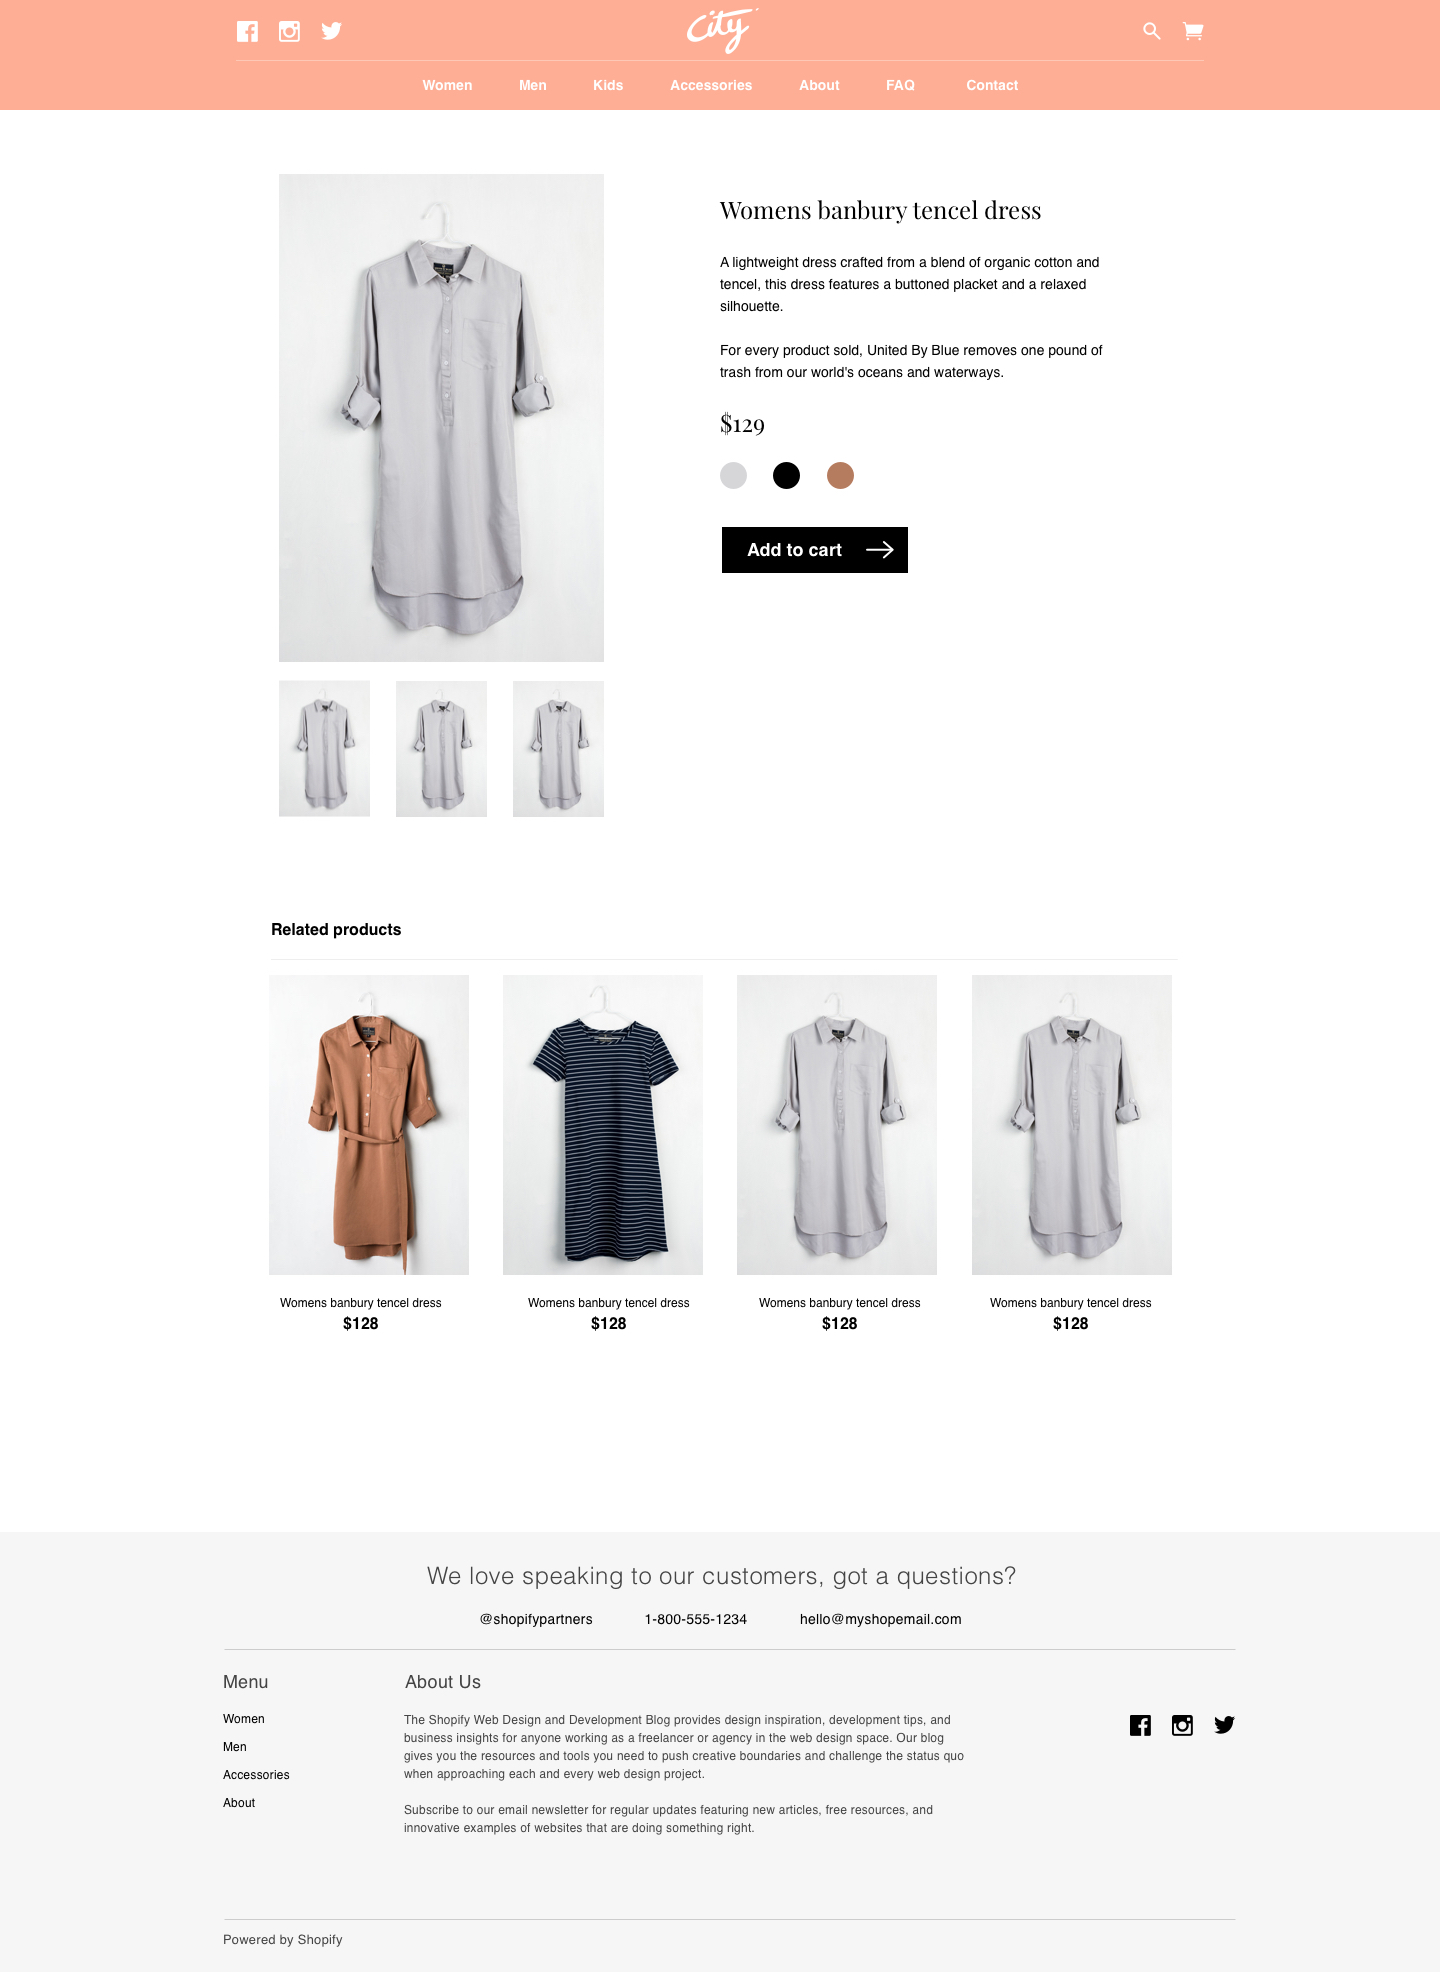 City
Women Men Kids Accessories About FAQ Contact
Womens banbury tencel dress
A lightweight dress crafted from a blend of organic cotton and
tencel, this dress features a buttoned placket and a relaxed
silhouette.
For every product sold, United By Blue removes one pound of
trash from our world's oceans and waterways.
$129
Add to cart
Related products
Womens banbury tencel dress
$128
Womens banbury tencel dress
$128
Womens banbury tencel dress
$128
Womens banbury tencel dress
$128
We love speaking to our customers, got a questions?
@shopifypartners 1-800-555-1234 hello@myshopemail.com
Menu
Women
Men
Accessories
About
About Us
The Shopify Web Design and Development Blog provides design inspiration, development tips, and
business insights for anyone working as a freelancer or agency in the web design space. Our blog
gives you the resources and tools you need to push creative boundaries and challenge the status quo
when approaching each and every web design project.
Subscribe to our email newsletter for regular updates featuring new articles, free resources, and
innovative examples of websites that are doing something right.
Powered by Shopify